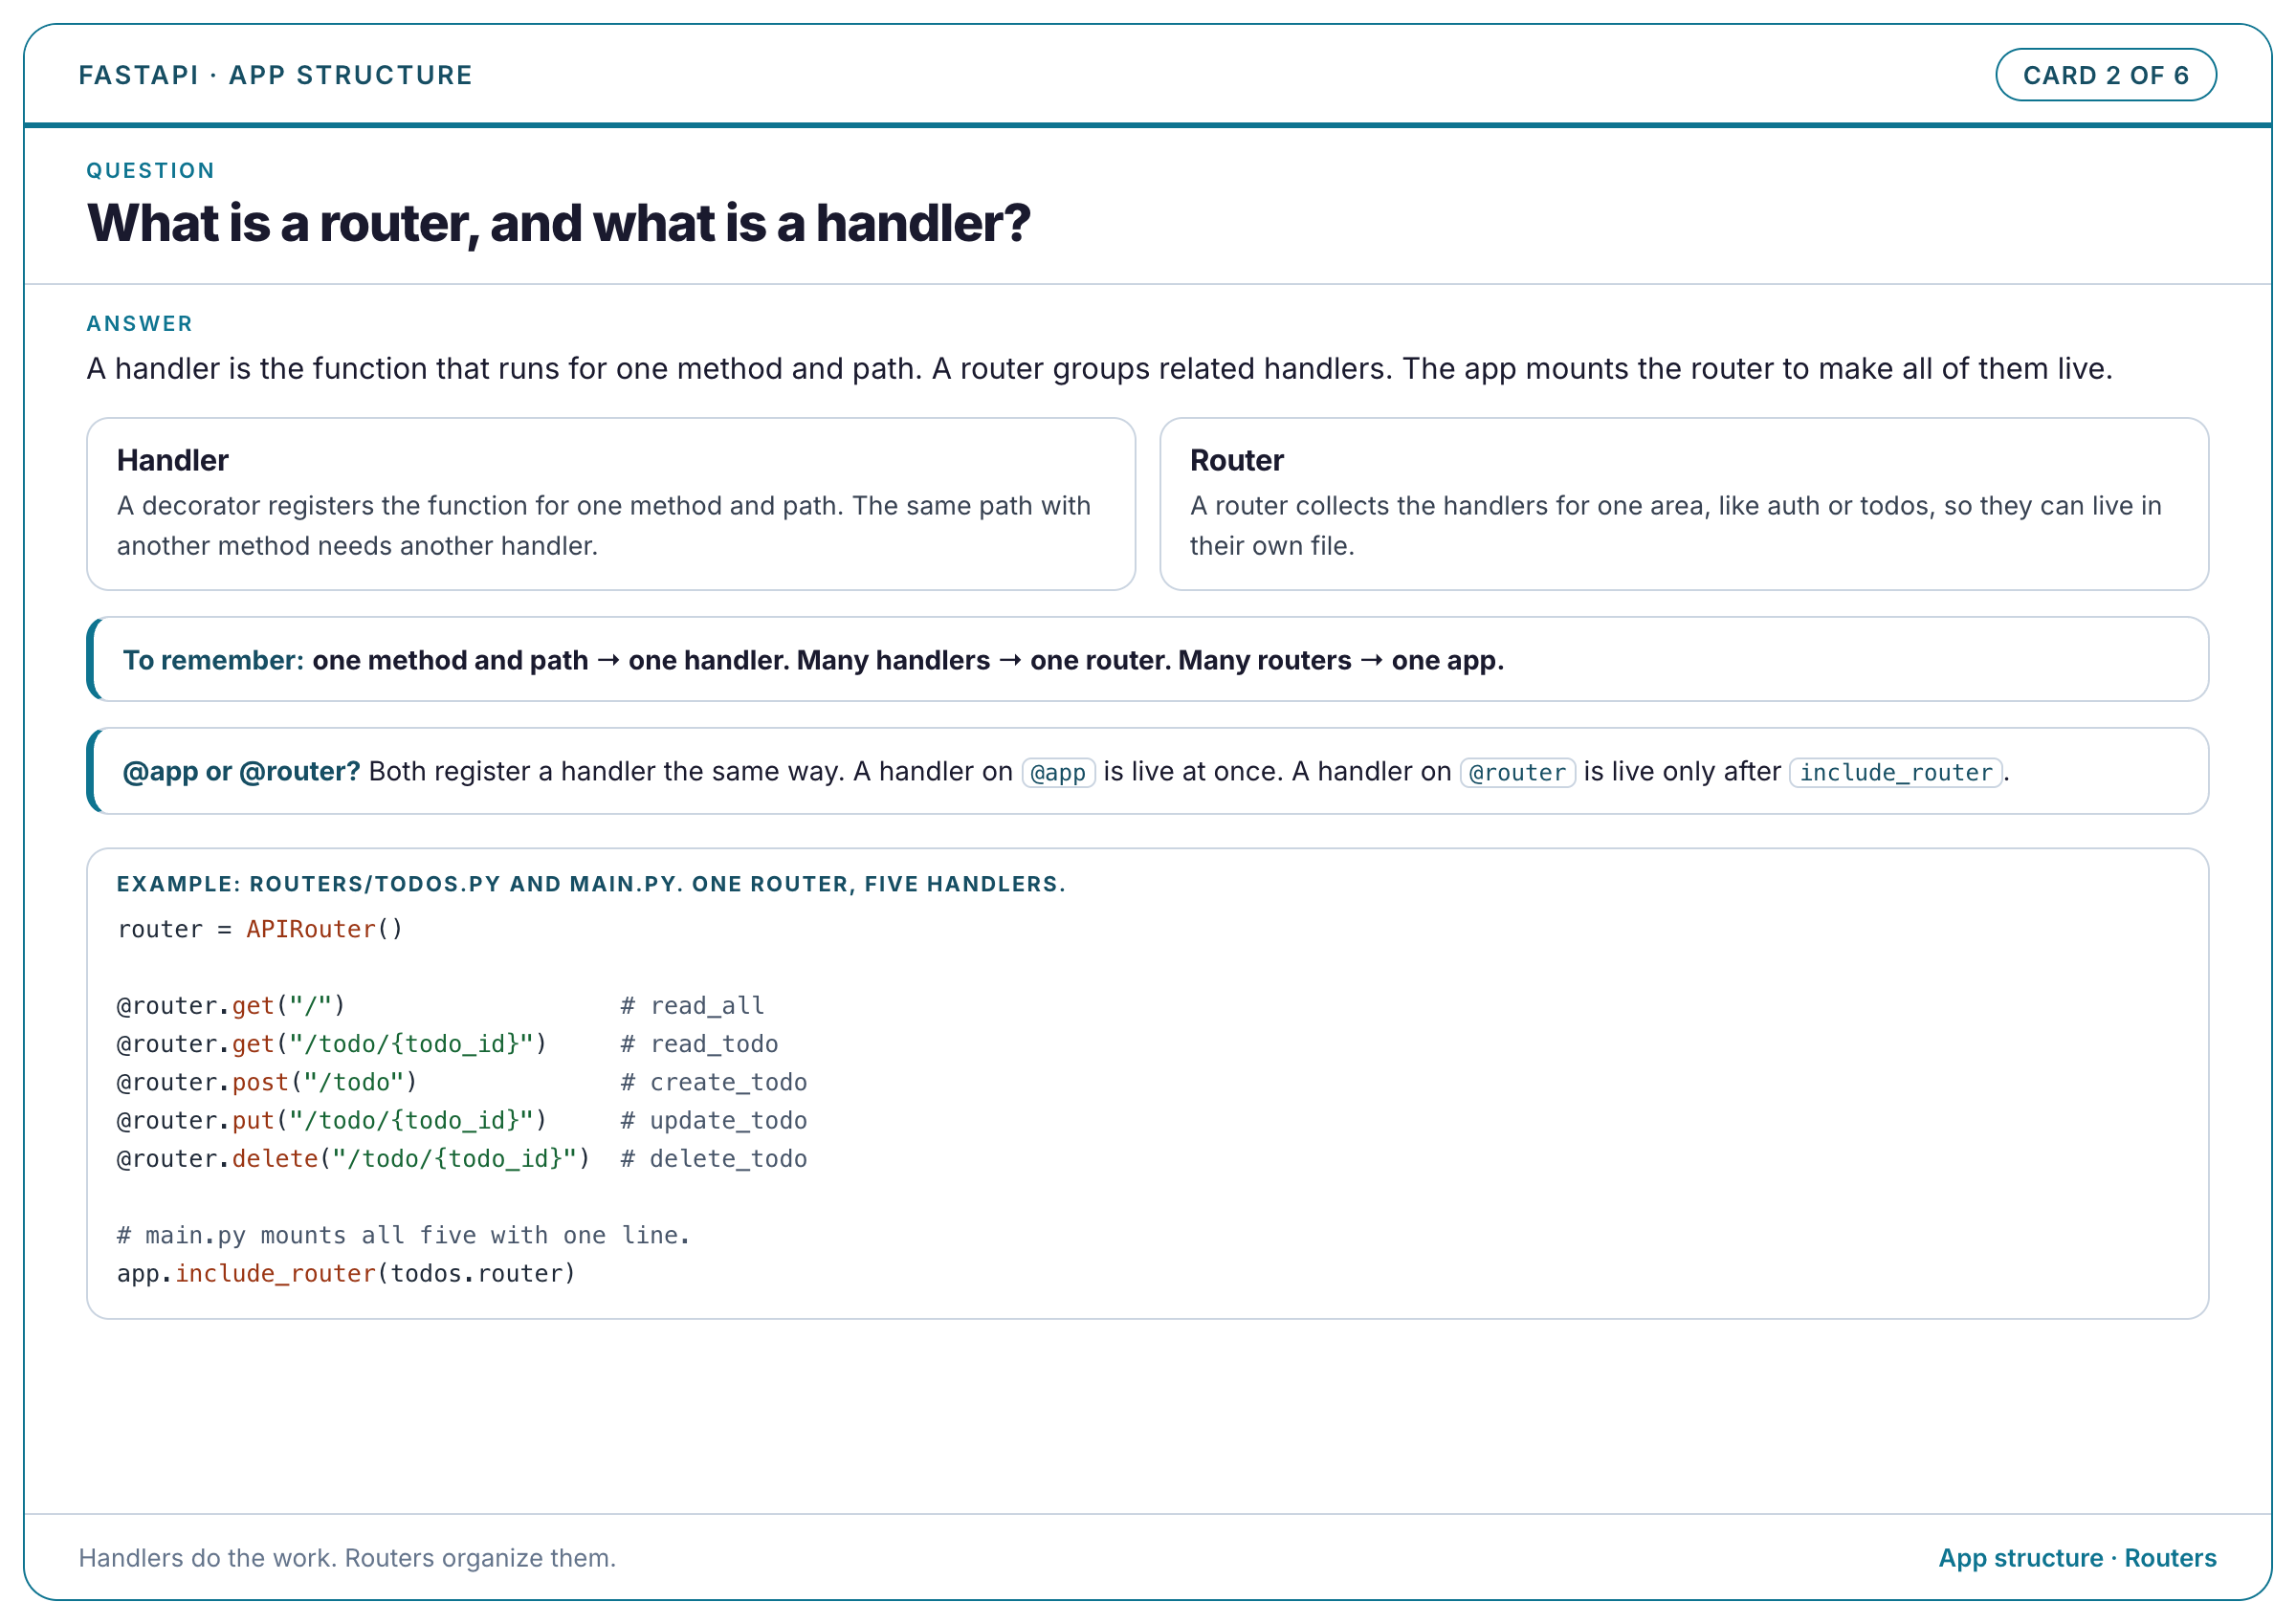 FASTAPI · APP STRUCTURE
CARD 2 OF 6
QUESTION
What is a router, and what is a handler?
ANSWER
A handler is the function that runs for one method and path. A router groups related handlers. The app mounts the router to make all of them live.
Handler
A decorator registers the function for one method and path. The same path with
another method needs another handler.
Router
A router collects the handlers for one area, like auth or todos, so they can live in
their own file.
To remember: one method and path → one handler. Many handlers → one router. Many routers → one app.
@app or @router? Both register a handler the same way. A handler on @app is live at once. A handler on @router is live only after include_router.
EXAMPLE: ROUTERS/TODOS.PY AND MAIN.PY. ONE ROUTER, FIVE HANDLERS.
router = APIRouter()
@router.get("/")                   # read_all
@router.get("/todo/{todo_id}")     # read_todo
@router.post("/todo")              # create_todo
@router.put("/todo/{todo_id}")     # update_todo
@router.delete("/todo/{todo_id}")  # delete_todo
# main.py mounts all five with one line.
app.include_router(todos.router)
Handlers do the work. Routers organize them.
App structure · Routers